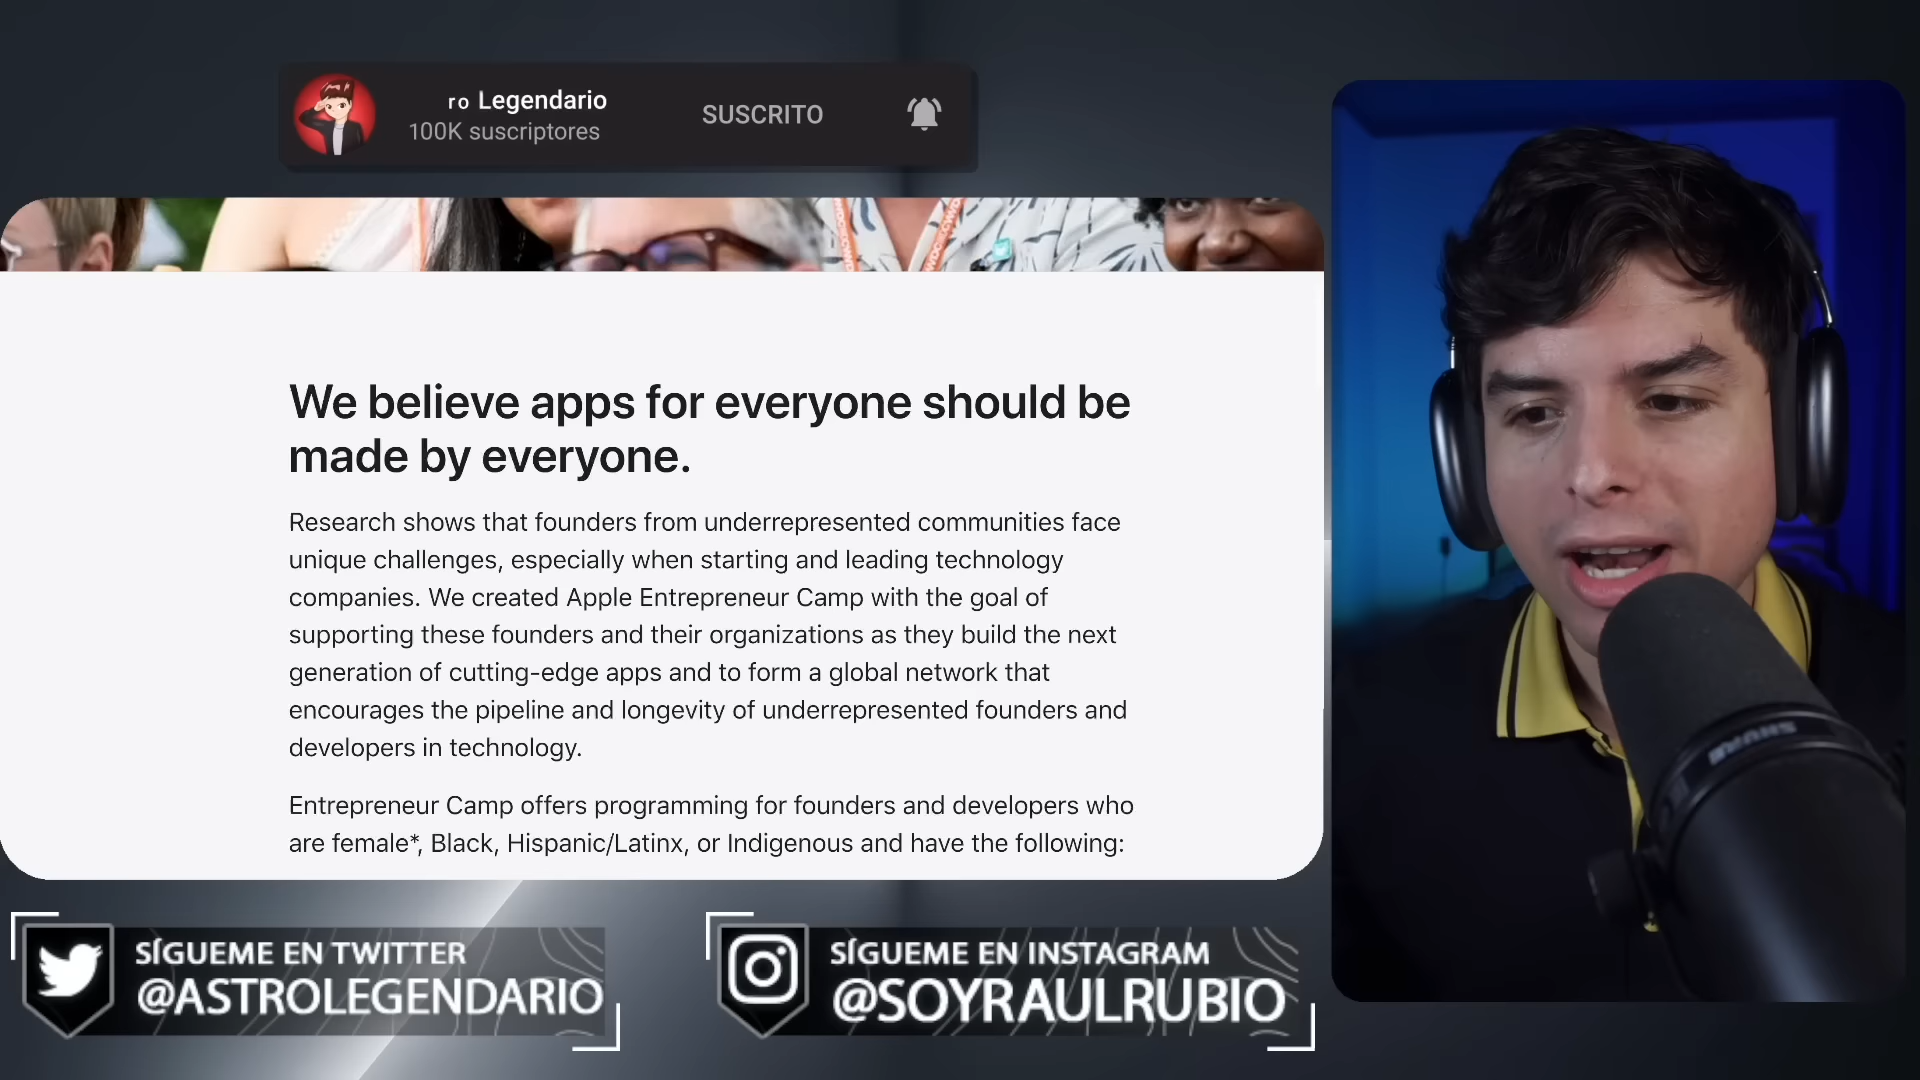 ro Legendario
100K suscriptores
SUSCRITO
We believe apps for everyone should be
made by everyone.
Research shows that founders from underrepresented communities face
unique challenges, especially when starting and leading technology
companies. We created Apple Entrepreneur Camp with the goal of
supporting these founders and their organizations as they build the next
generation of cutting-edge apps and to form a global network that
encourages the pipeline and longevity of underrepresented founders and
developers in technology.
Entrepreneur Camp offers programming for founders and developers who
are female*, Black, Hispanic/Latinx, or Indigenous and have the following:
SÍGUEME EN TWITTER
@ASTROLEGENDARIO
SÍGUEME EN INSTAGRAM
@SOYRAULRUBIO
SHURE